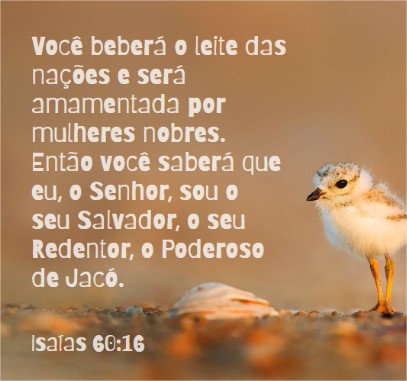 Você beberá o leite das
nações e será
amamentada por
mulheres nobres.
Então você saberá que
eu, o Senhor, sou o
seu Salvador, o seu
Redentor, o Poderoso
de Jacó.
Isaías 60:16